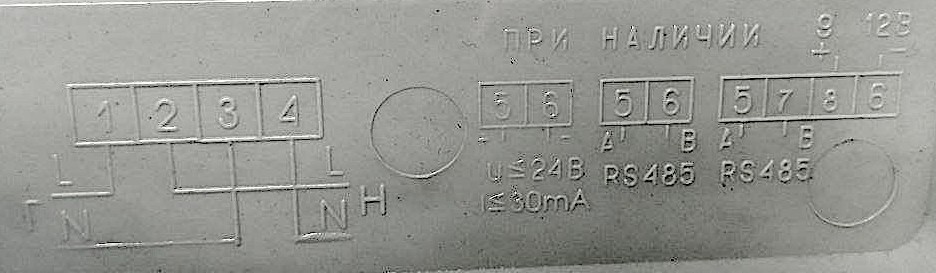 ПРИ НАЛИЧИИ 9 12В
+ -
1 2 3 4
5 6
5 6
5 7 8 6
+ -
A B
A B
L L
U≤24В
I≤30mA
RS485
RS485
Г N N Н